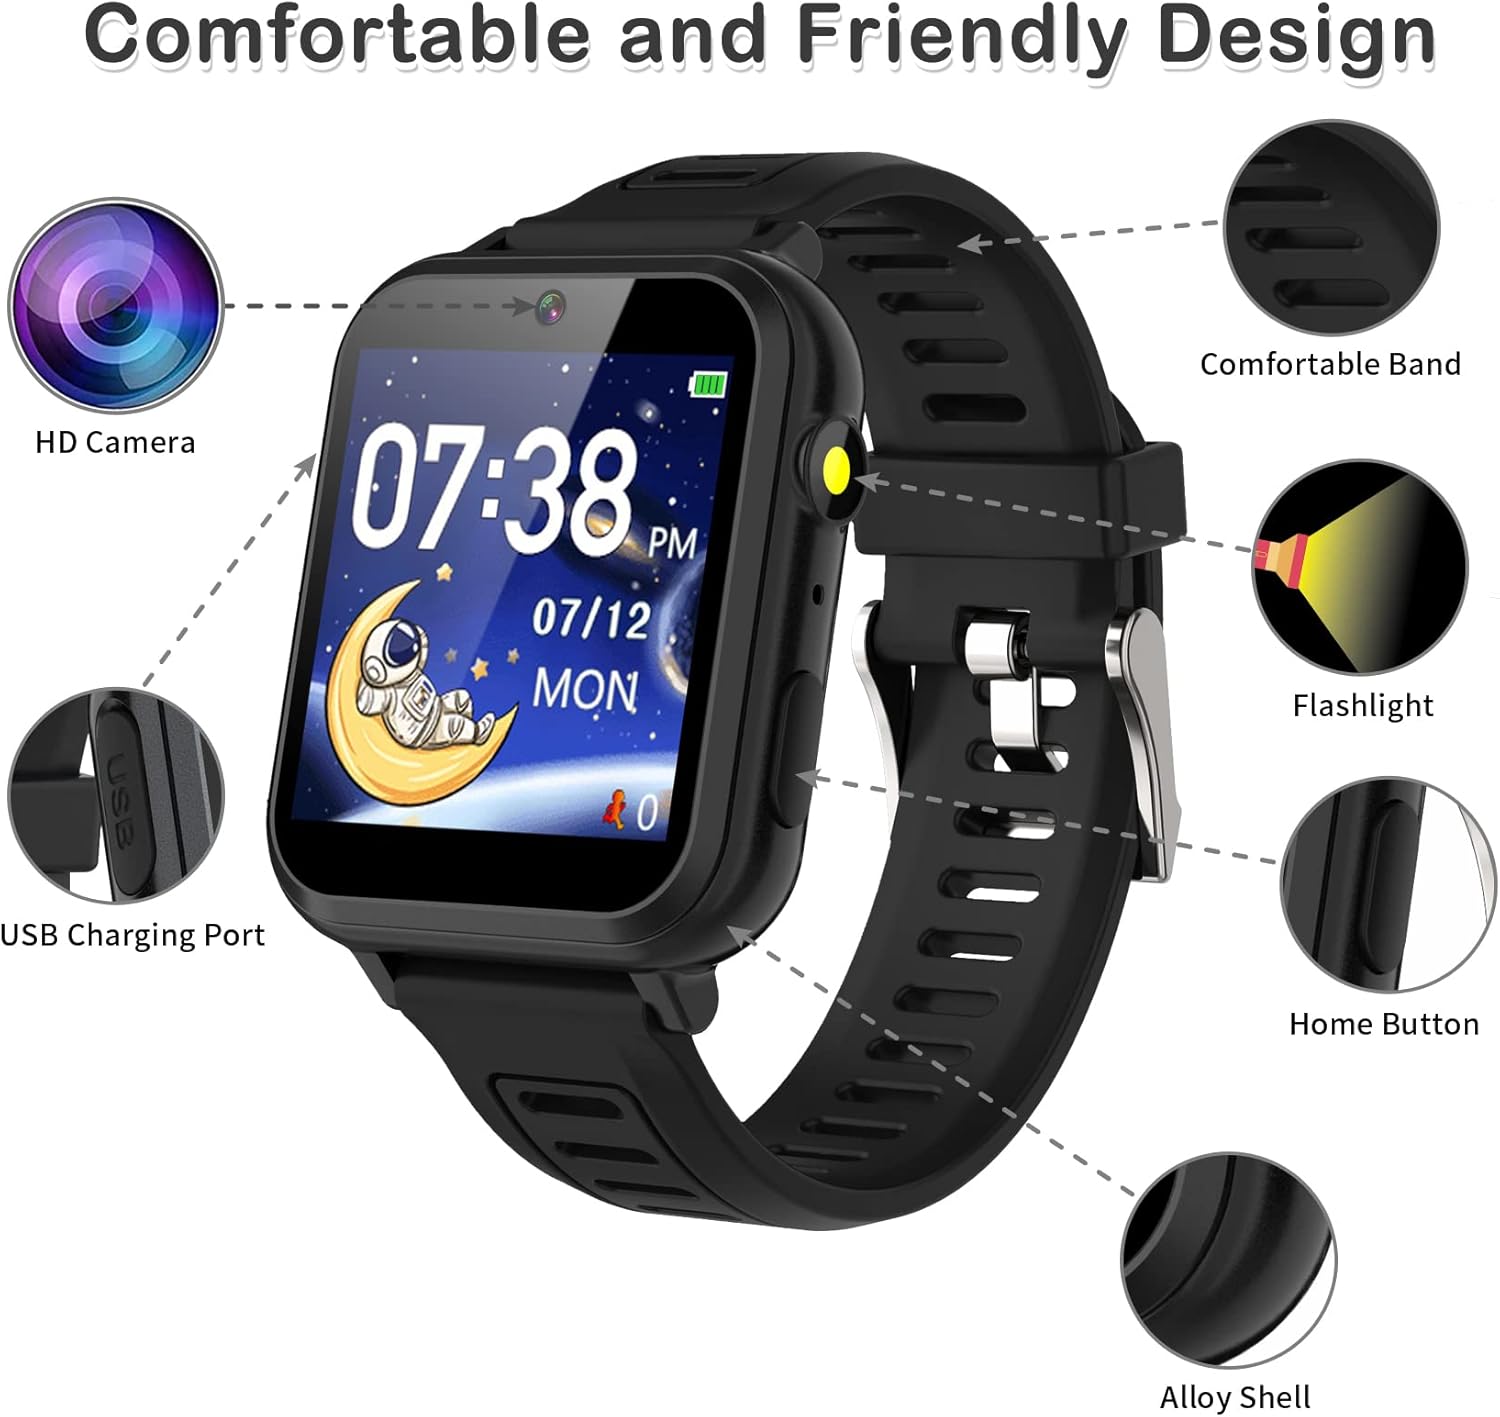 Comfortable and Friendly Design
HD Camera
Comfortable Band
07:38
PM
07/12
MON
0
Flashlight
USB
USB Charging Port
Home Button
Alloy Shell